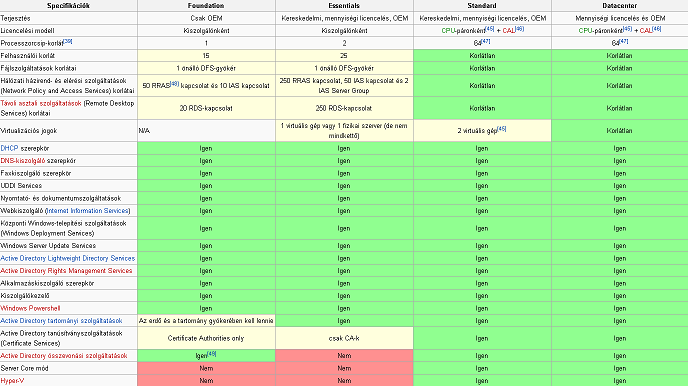 Specifikációk Foundation Essentials Standard Datacenter
Terjesztés Csak OEM Kereskedelmi, mennyiségi licencelés, OEM Kereskedelmi, mennyiségi licencelés, OEM Mennyiségi licencelés és OEM
Licencelési modell Kiszolgálónként Kiszolgálónként CPU-páronként[45] + CAL[46] CPU-páronként[45] + CAL[46]
Processzorcsip-korlát[39] 1 2 64[47] 64[47]
Felhasználói korlát 15 25 Korlátlan Korlátlan
Fájlszolgáltatások korlátai 1 önálló DFS-gyökér 1 önálló DFS-gyökér Korlátlan Korlátlan
Hálózati házirend- és elérési szolgáltatások
(Network Policy and Access Services) korlátai 50 RRAS[48] kapcsolat és 10 IAS kapcsolat 250 RRAS kapcsolat, 50 IAS kapcsolat és 2
IAS Server Group Korlátlan Korlátlan
Távoli asztali szolgáltatások (Remote Desktop
Services) korlátai 20 RDS-kapcsolat 250 RDS-kapcsolat Korlátlan Korlátlan
Virtualizációs jogok N/A 1 virtuális gép vagy 1 fizikai szerver (de nem
mindkettő) 2 virtuális gép[45] Korlátlan
DHCP szerepkör Igen Igen Igen Igen
DNS-kiszolgáló szerepkör Igen Igen Igen Igen
Faxkiszolgáló szerepkör Igen Igen Igen Igen
UDDI Services Igen Igen Igen Igen
Nyomtató- és dokumentumszolgáltatások Igen Igen Igen Igen
Webkiszolgáló (Internet Information Services) Igen Igen Igen Igen
Központi Windows-telepítési szolgáltatások
(Windows Deployment Services) Igen Igen Igen Igen
Windows Server Update Services Igen Igen Igen Igen
Active Directory Lightweight Directory Services Igen Igen Igen Igen
Active Directory Rights Management Services Igen Igen Igen Igen
Alkalmazáskiszolgáló szerepkör Igen Igen Igen Igen
Kiszolgálókezelő Igen Igen Igen Igen
Windows Powershell Igen Igen Igen Igen
Active Directory tartományi szolgáltatások Az erdő és a tartomány gyökerében kell lennie Igen Igen Igen
Active Directory tanúsítványszolgáltatások
(Certificate Services) Certificate Authorities only csak CA-k Igen Igen
Active Directory összevonási szolgáltatások Igen[49] Nem Igen Igen
Server Core mód Nem Nem Igen Igen
Hyper-V Nem Nem Igen Igen